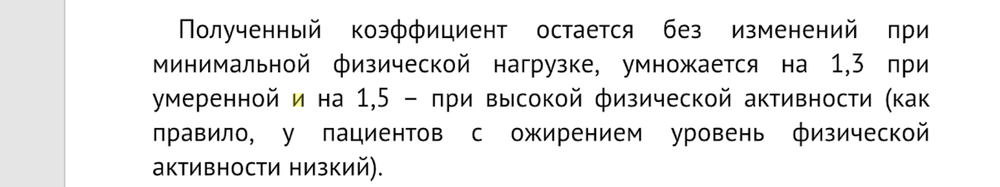 Полученный коэффициент остается без изменений при
минимальной физической нагрузке, умножается на 1,3 при
умеренной и на 1,5 – при высокой физической активности (как
правило, у пациентов с ожирением уровень физической
активности низкий).